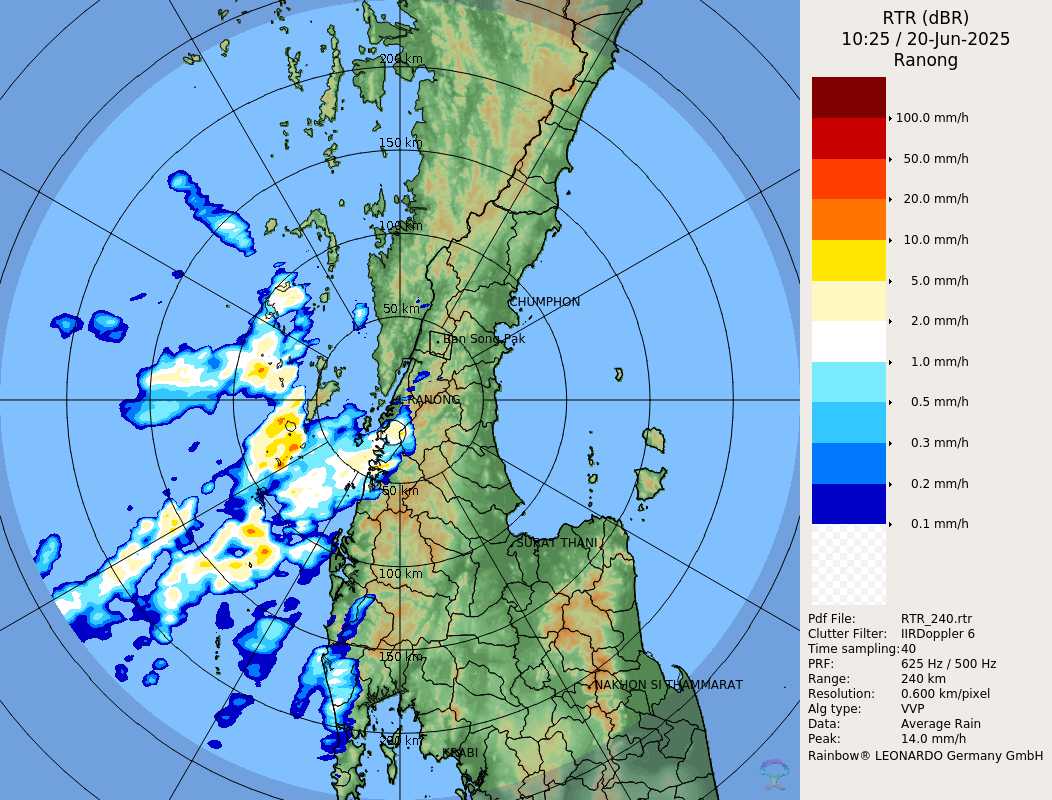 RTR (dBR)
10:25 / 20-Jun-2025
Ranong
100.0 mm/h
50.0 mm/h
20.0 mm/h
10.0 mm/h
5.0 mm/h
2.0 mm/h
1.0 mm/h
0.5 mm/h
0.3 mm/h
0.2 mm/h
0.1 mm/h
Pdf File: RTR_240.rtr
Clutter Filter: IIRDoppler 6
Time sampling:40
PRF: 625 Hz / 500 Hz
Range: 240 km
Resolution: 0.600 km/pixel
Alg type: VVP
Data: Average Rain
Peak: 14.0 mm/h
Rainbow® LEONARDO Germany GmbH
200 km
150 km
100 km
50 km
CHUMPHON
Ban Song Pak
RANONG
50 km
SURAT THANI
100 km
150 km
NAKHON SI THAMMARAT
200 km
KRABI